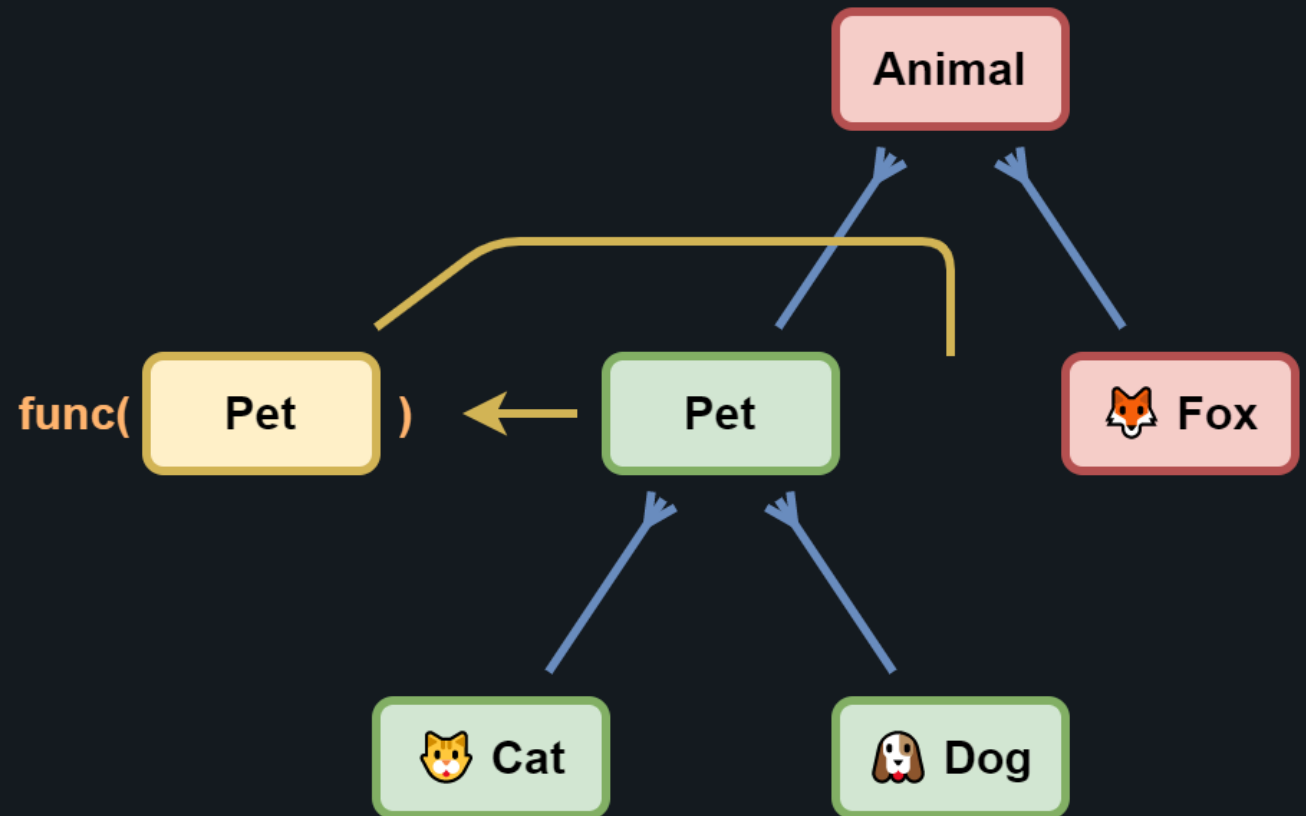 Animal
func( Pet )
Pet
Fox
Cat
Dog